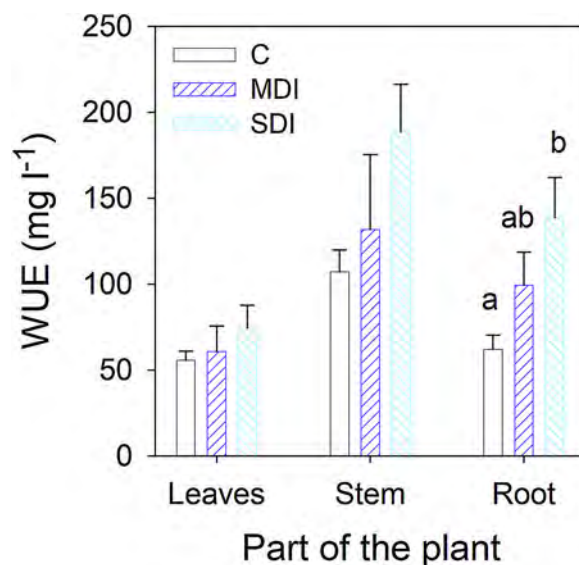 250
200
150
100
50
0
WUE (mg l⁻¹)
C
MDI
SDI
a
ab
b
Leaves Stem Root
Part of the plant